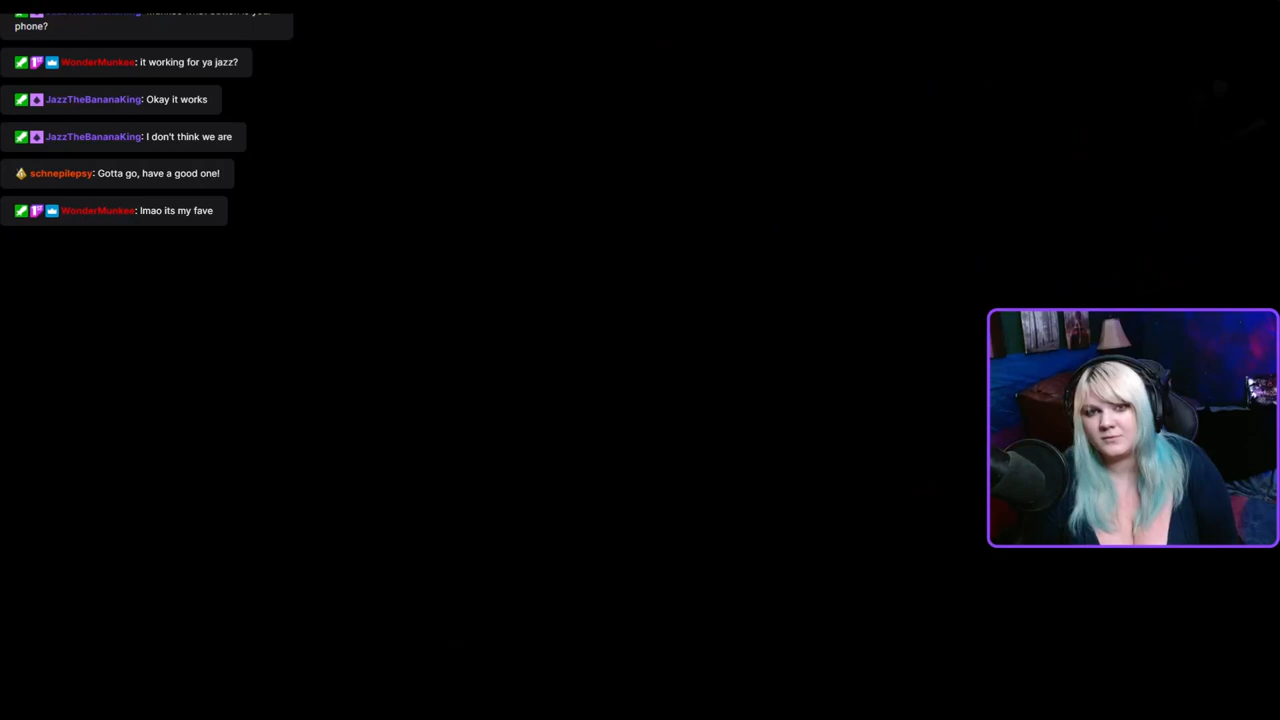 phone?
WonderMunkee: it working for ya jazz?
JazzTheBananaKing: Okay it works
JazzTheBananaKing: I don't think we are
schnepilepsy: Gotta go, have a good one!
WonderMunkee: lmao its my fave